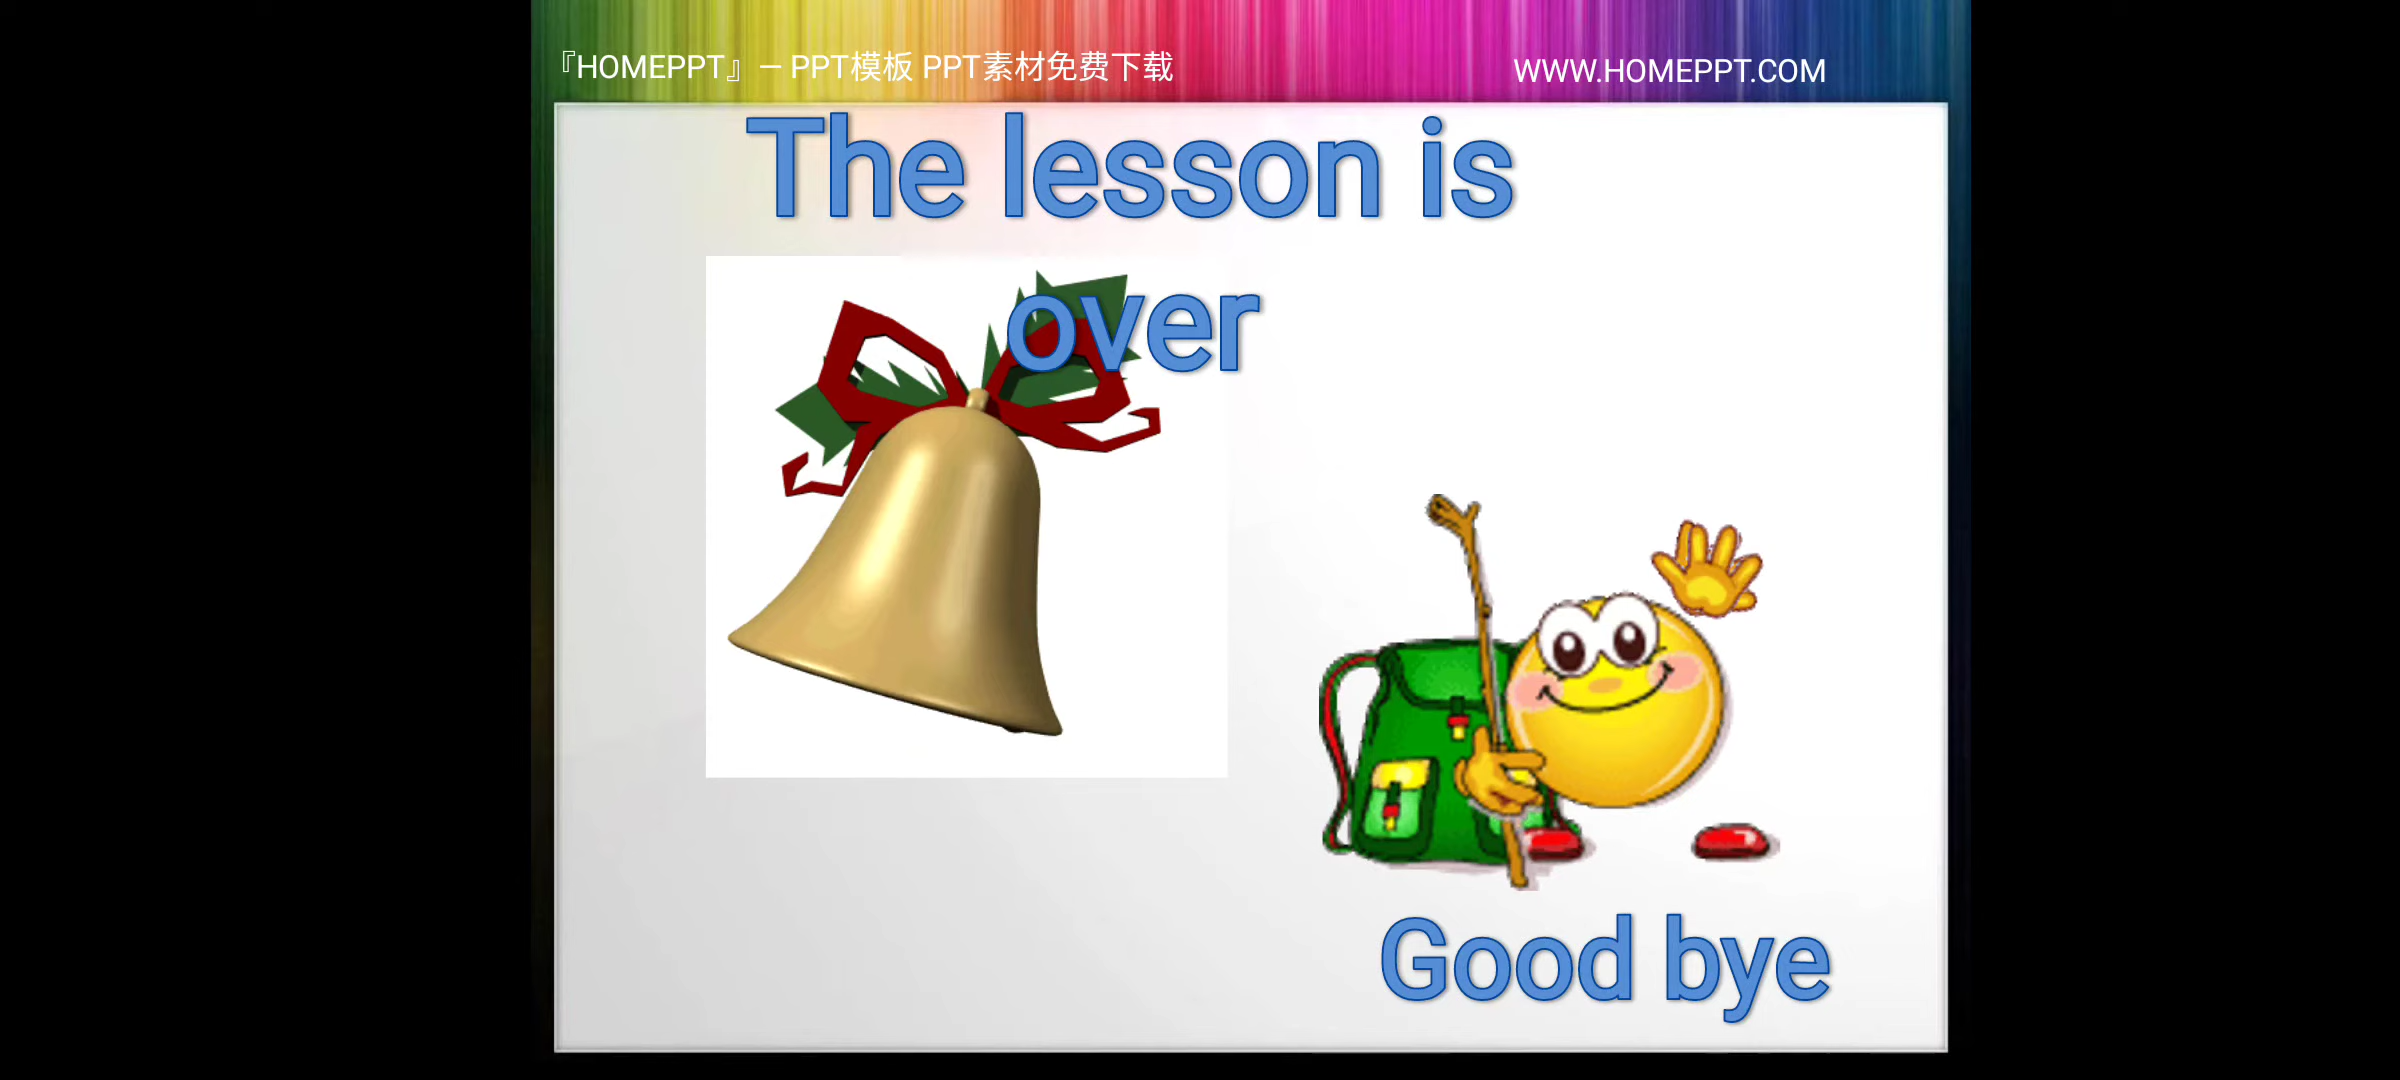 『HOMEPPT』 – PPT模板 PPT素材免费下载
WWW.HOMEPPT.COM
The lesson is
over
Good bye